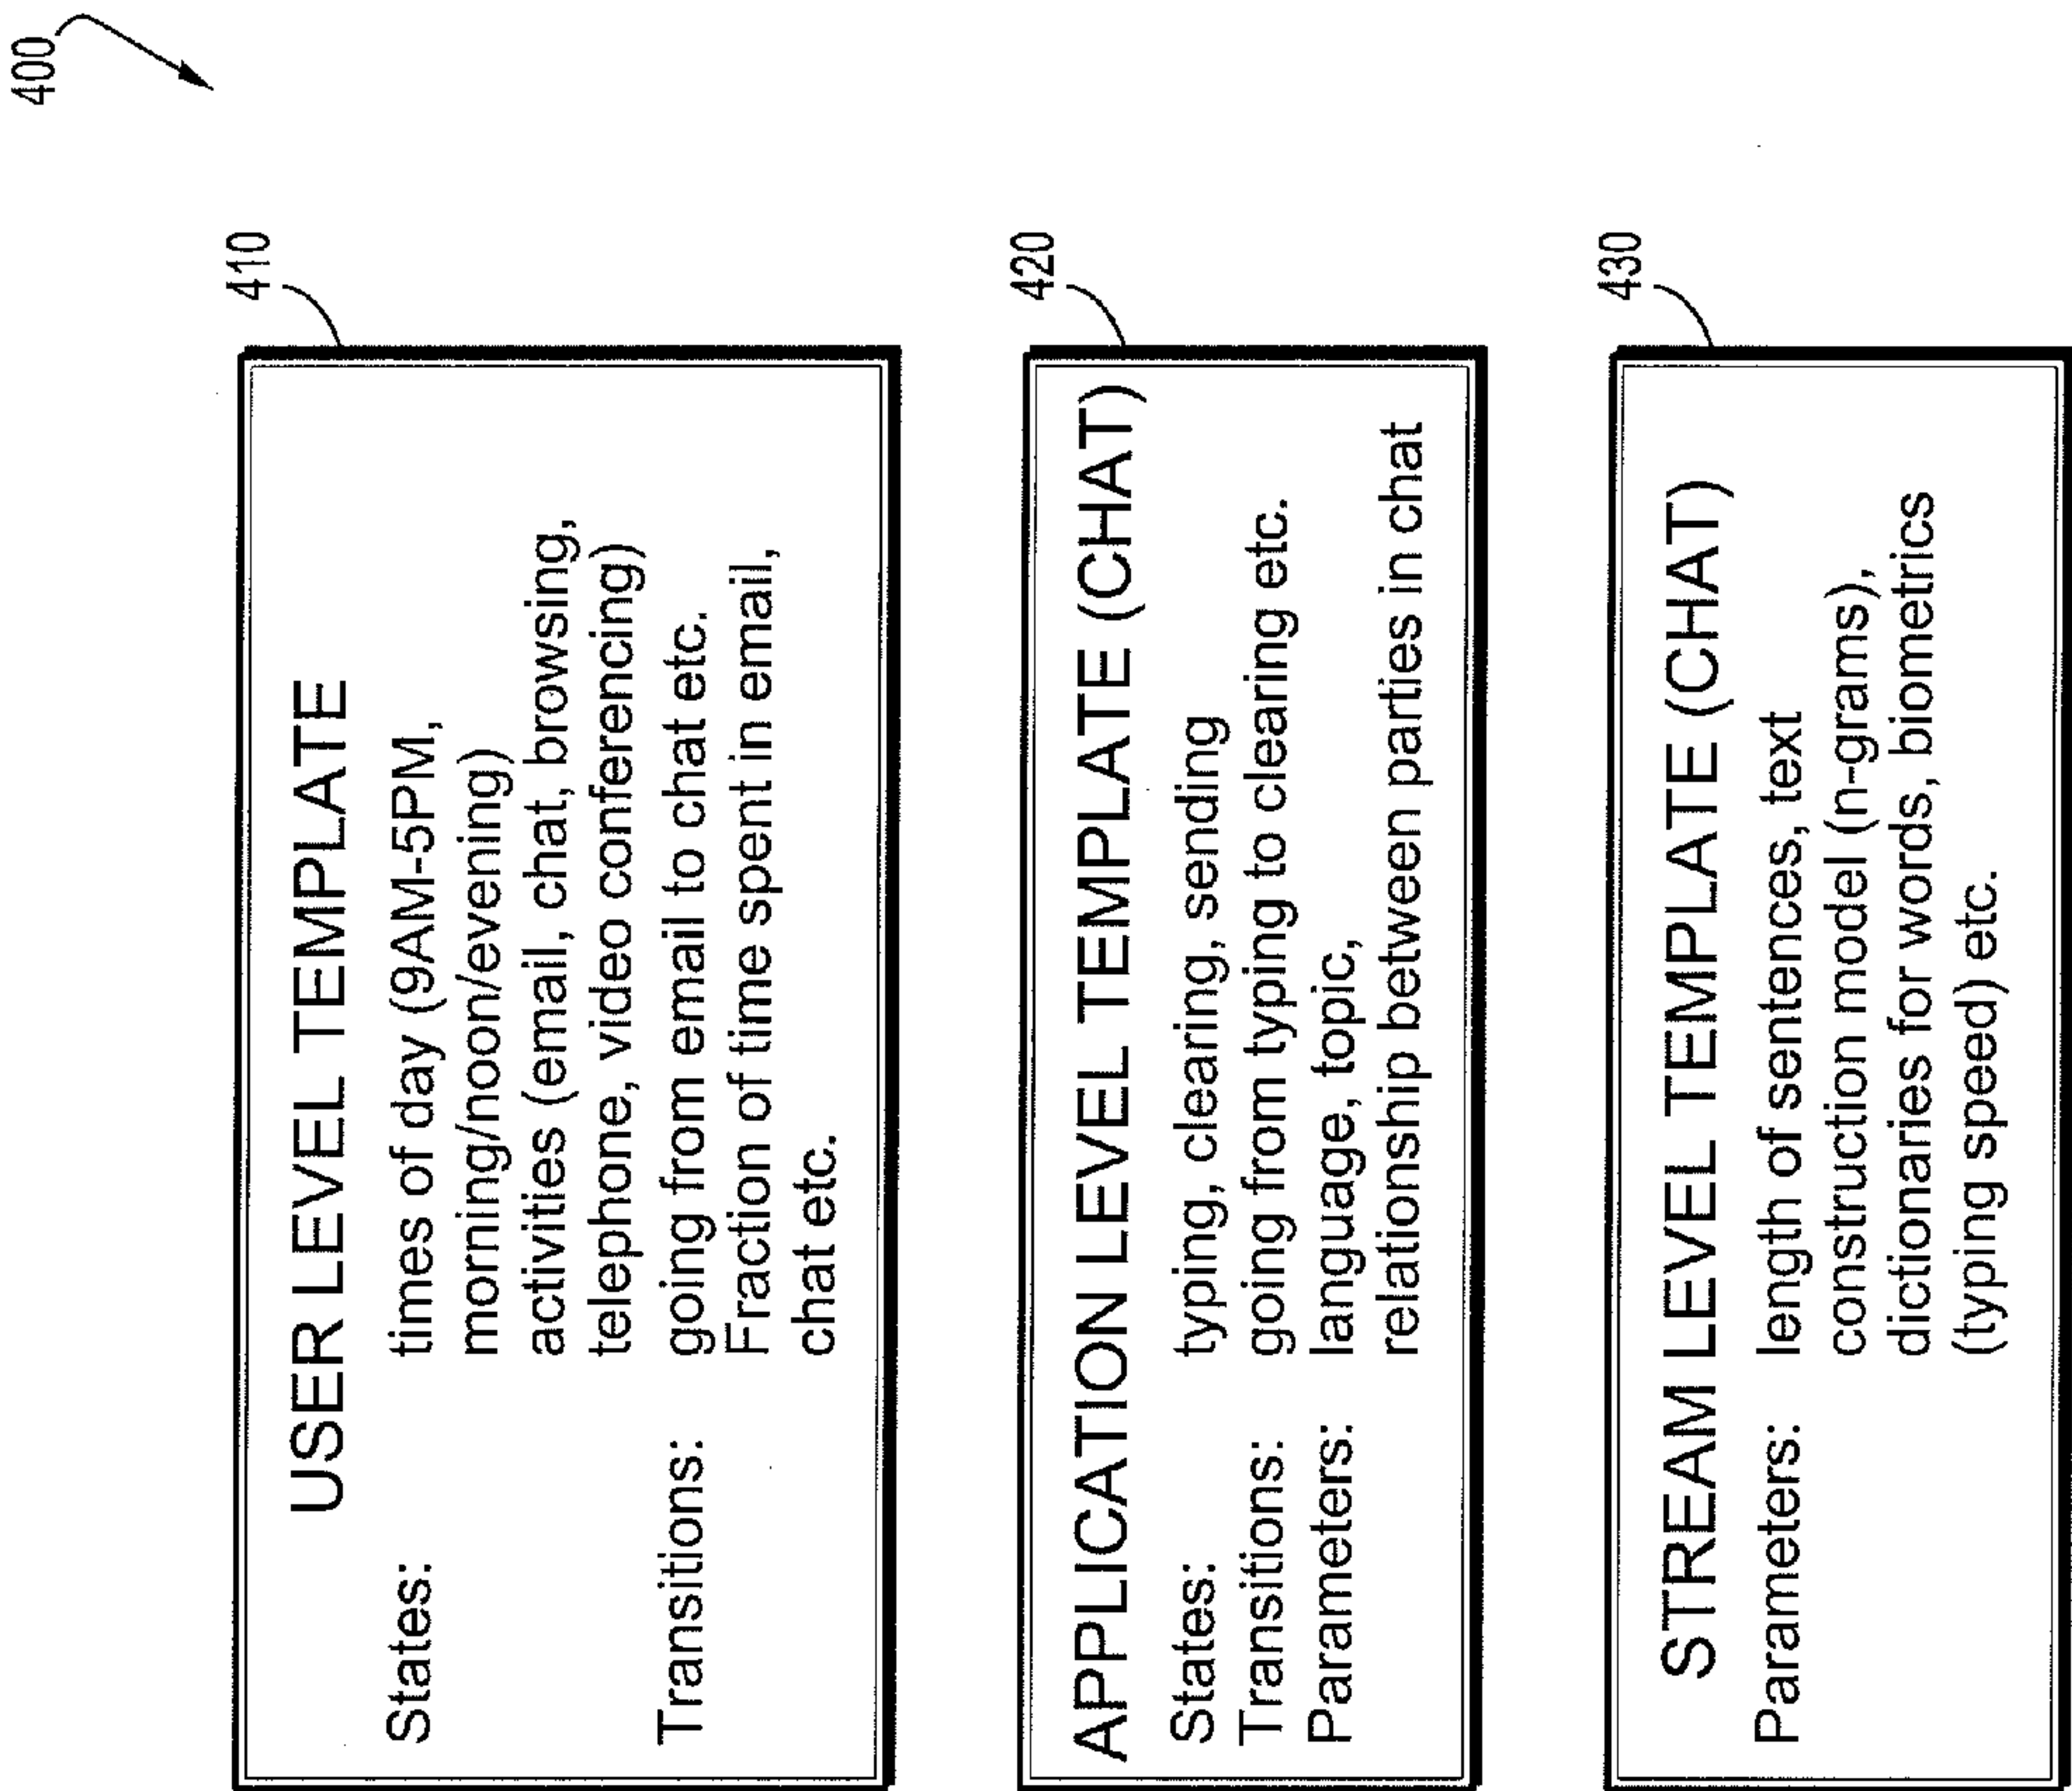 400
410
USER LEVEL TEMPLATE
States: times of day (9AM-5PM,
morning/noon/evening)
activities (email, chat, browsing,
telephone, video conferencing)
Transitions: going from email to chat etc.
Fraction of time spent in email,
chat etc.
420
APPLICATION LEVEL TEMPLATE (CHAT)
States: typing, clearing, sending
Transitions: going from typing to clearing etc.
Parameters: language, topic,
relationship between parties in chat
430
STREAM LEVEL TEMPLATE (CHAT)
Parameters: length of sentences, text
construction model (n-grams),
dictionaries for words, biometrics
(typing speed) etc.